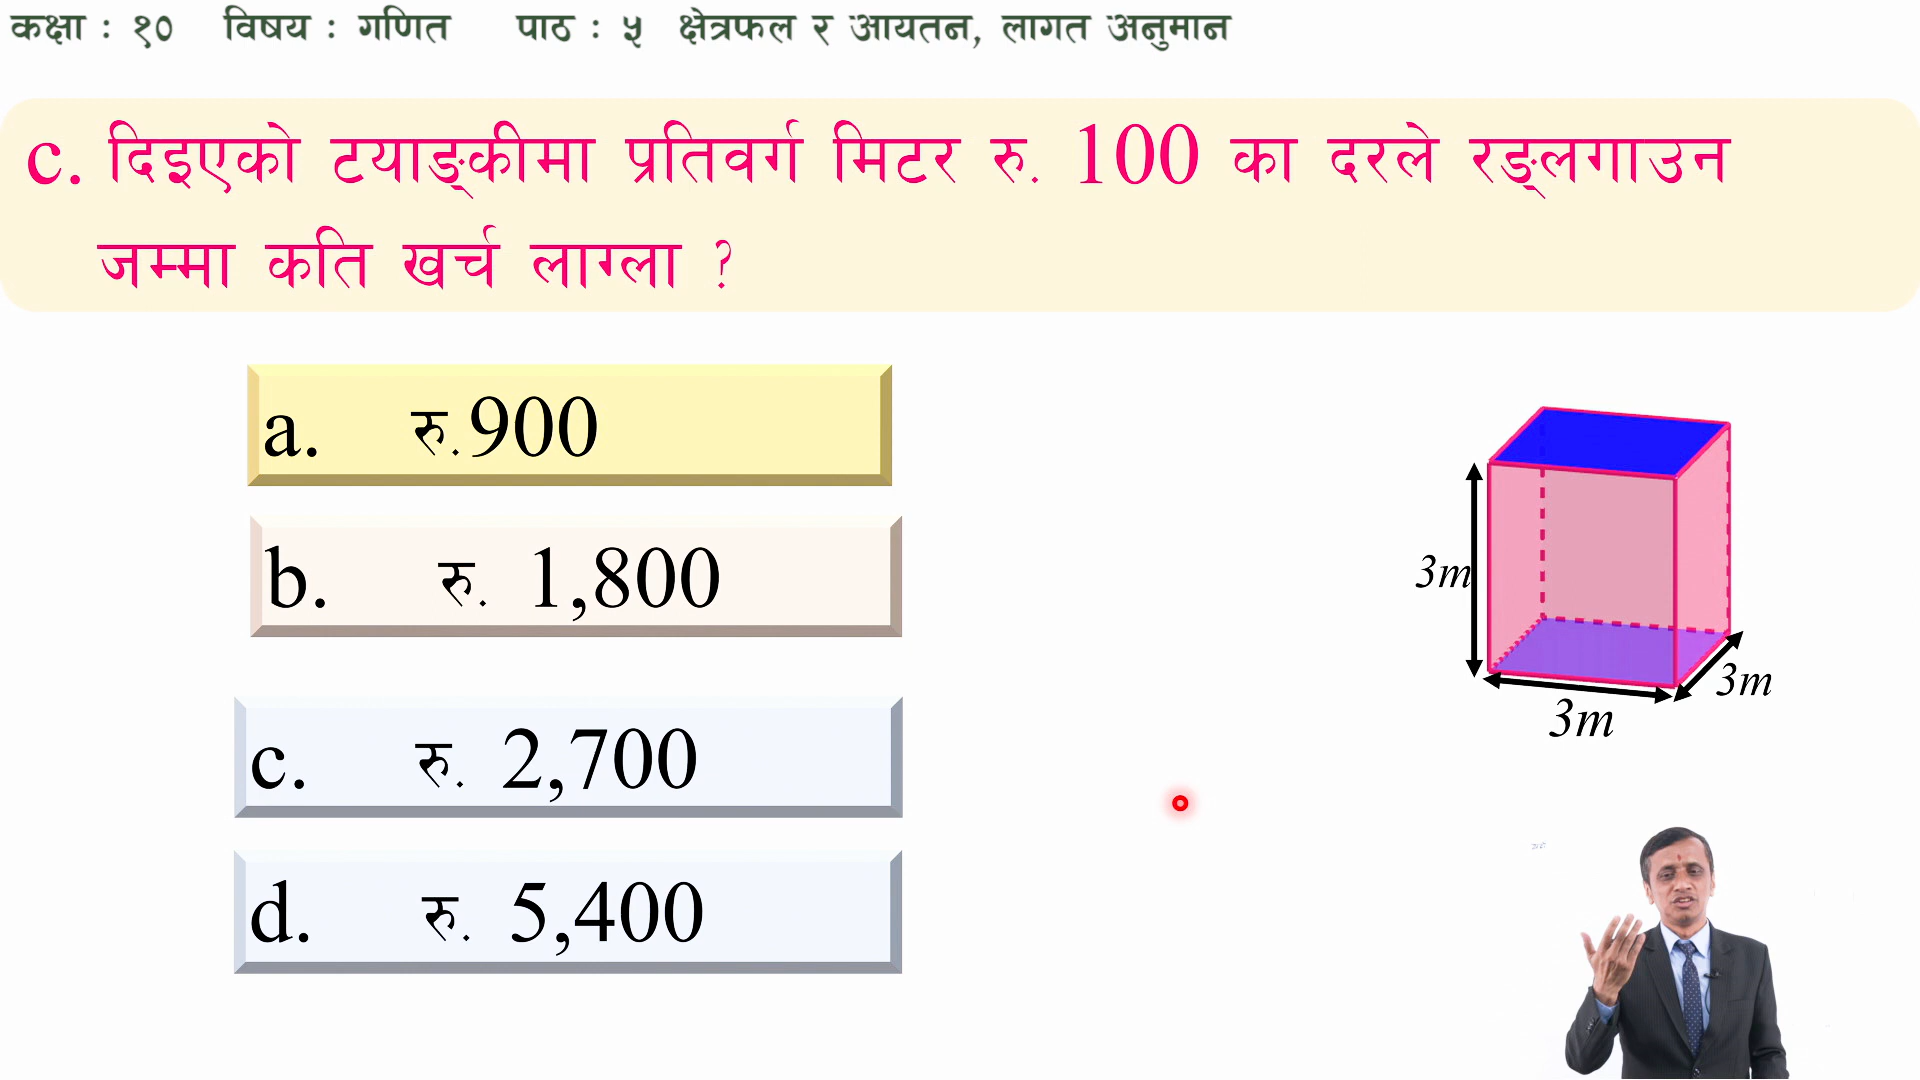 कक्षा : १० विषय : गणित पाठ : ५ क्षेत्रफल र आयतन, लागत अनुमान
c. दिइएको टयाङ्कीमा प्रतिवर्ग मिटर रु. 100 का दरले रङ्लगाउन
जम्मा कति खर्च लाग्ला ?
a. रु.900
b. रु. 1,800
c. रु. 2,700
d. रु. 5,400
3m
3m
3m